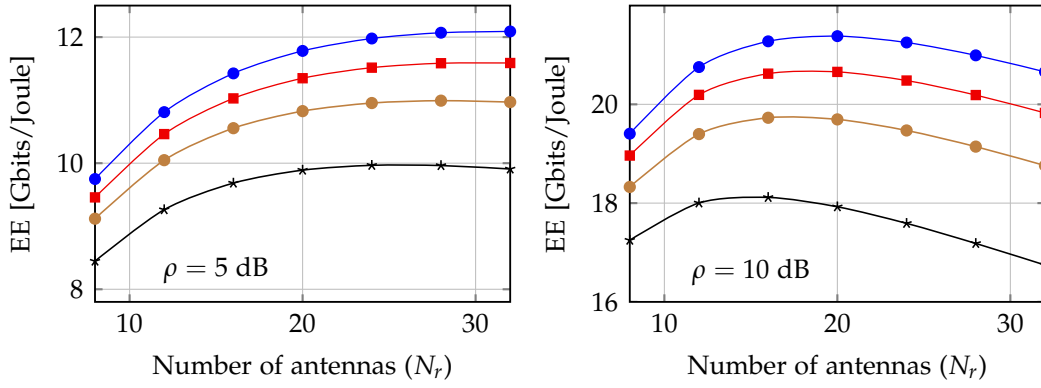 EE [Gbits/Joule]
12
10
8
ρ = 5 dB
10 20 30
Number of antennas (N_r)
EE [Gbits/Joule]
20
18
16
ρ = 10 dB
10 20 30
Number of antennas (N_r)